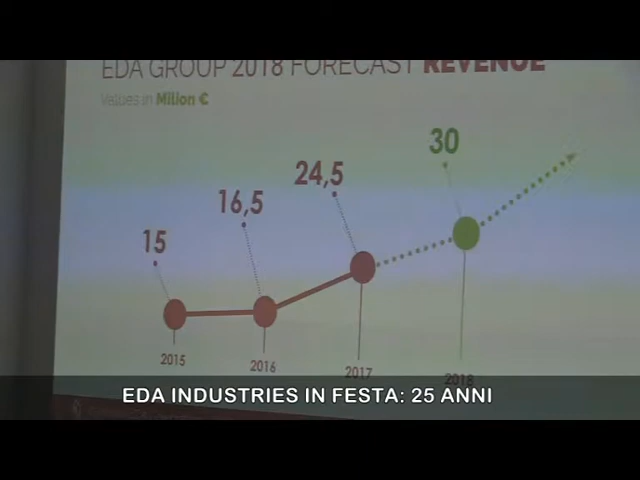 EDA GROUP 2018 FORECAST REVENUE
Values in Milion €
30
24,5
16,5
15
2015
2016
2017
2018
EDA INDUSTRIES IN FESTA: 25 ANNI